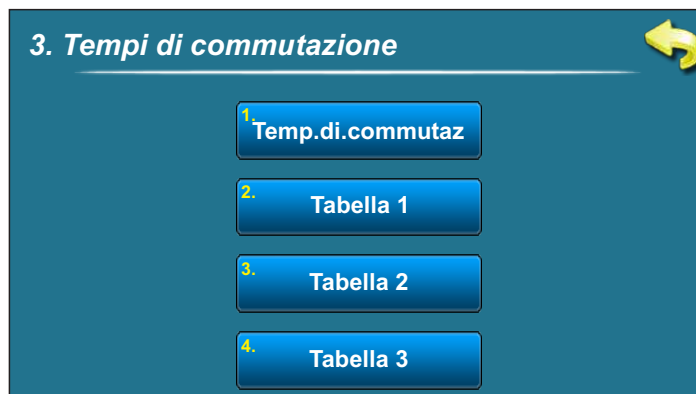 3. Tempi di commutazione
1. Temp.di.commutaz
2. Tabella 1
3. Tabella 2
4. Tabella 3